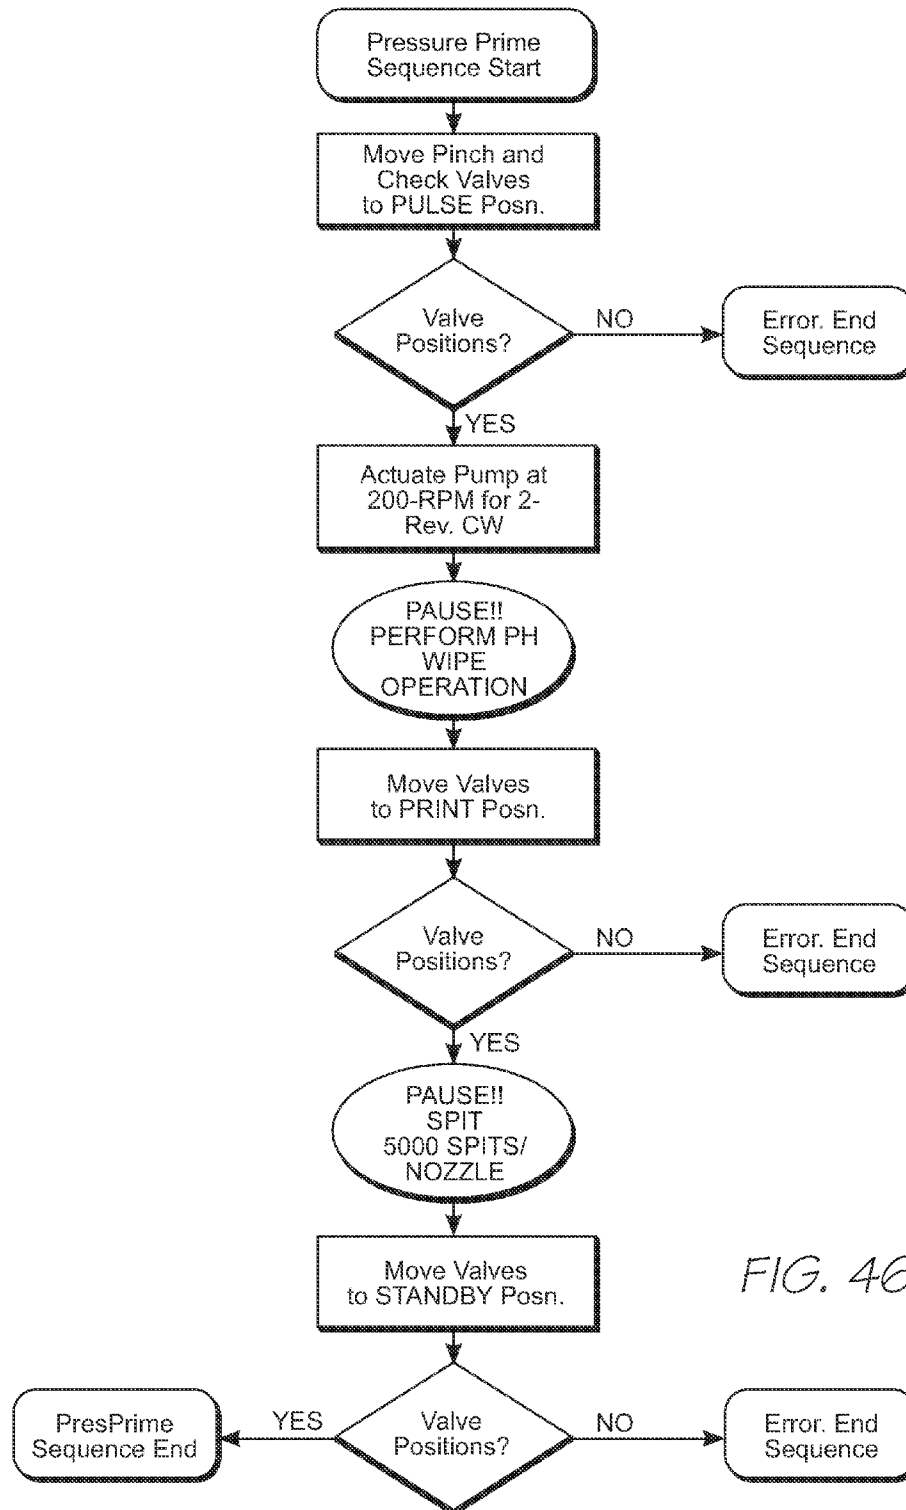 Pressure Prime
Sequence Start
Move Pinch and
Check Valves
to PULSE Posn.
Valve
Positions?
NO
Error. End
Sequence
YES
Actuate Pump at
200-RPM for 2-
Rev. CW
PAUSE!!
PERFORM PH
WIPE
OPERATION
Move Valves
to PRINT Posn.
Valve
Positions?
NO
Error. End
Sequence
YES
PAUSE!!
SPIT
5000 SPITS/
NOZZLE
Move Valves
to STANDBY Posn.
FIG. 46
PresPrime
Sequence End
YES
Valve
Positions?
NO
Error. End
Sequence